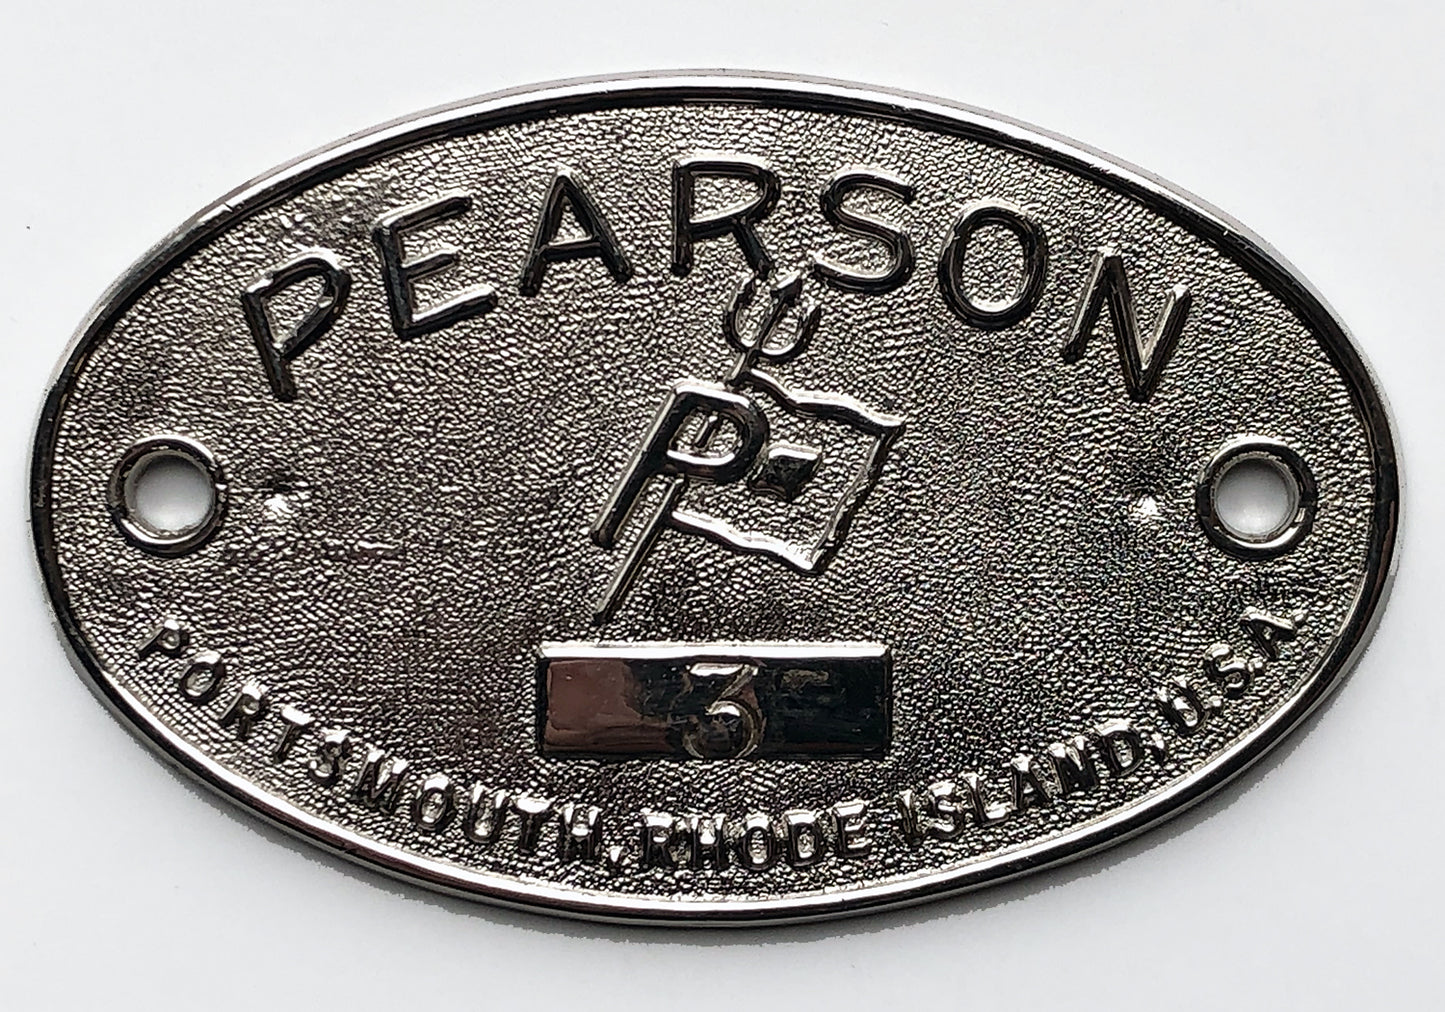 PEARSON
P
3
PORTSMOUTH, RHODE ISLAND, U.S.A.